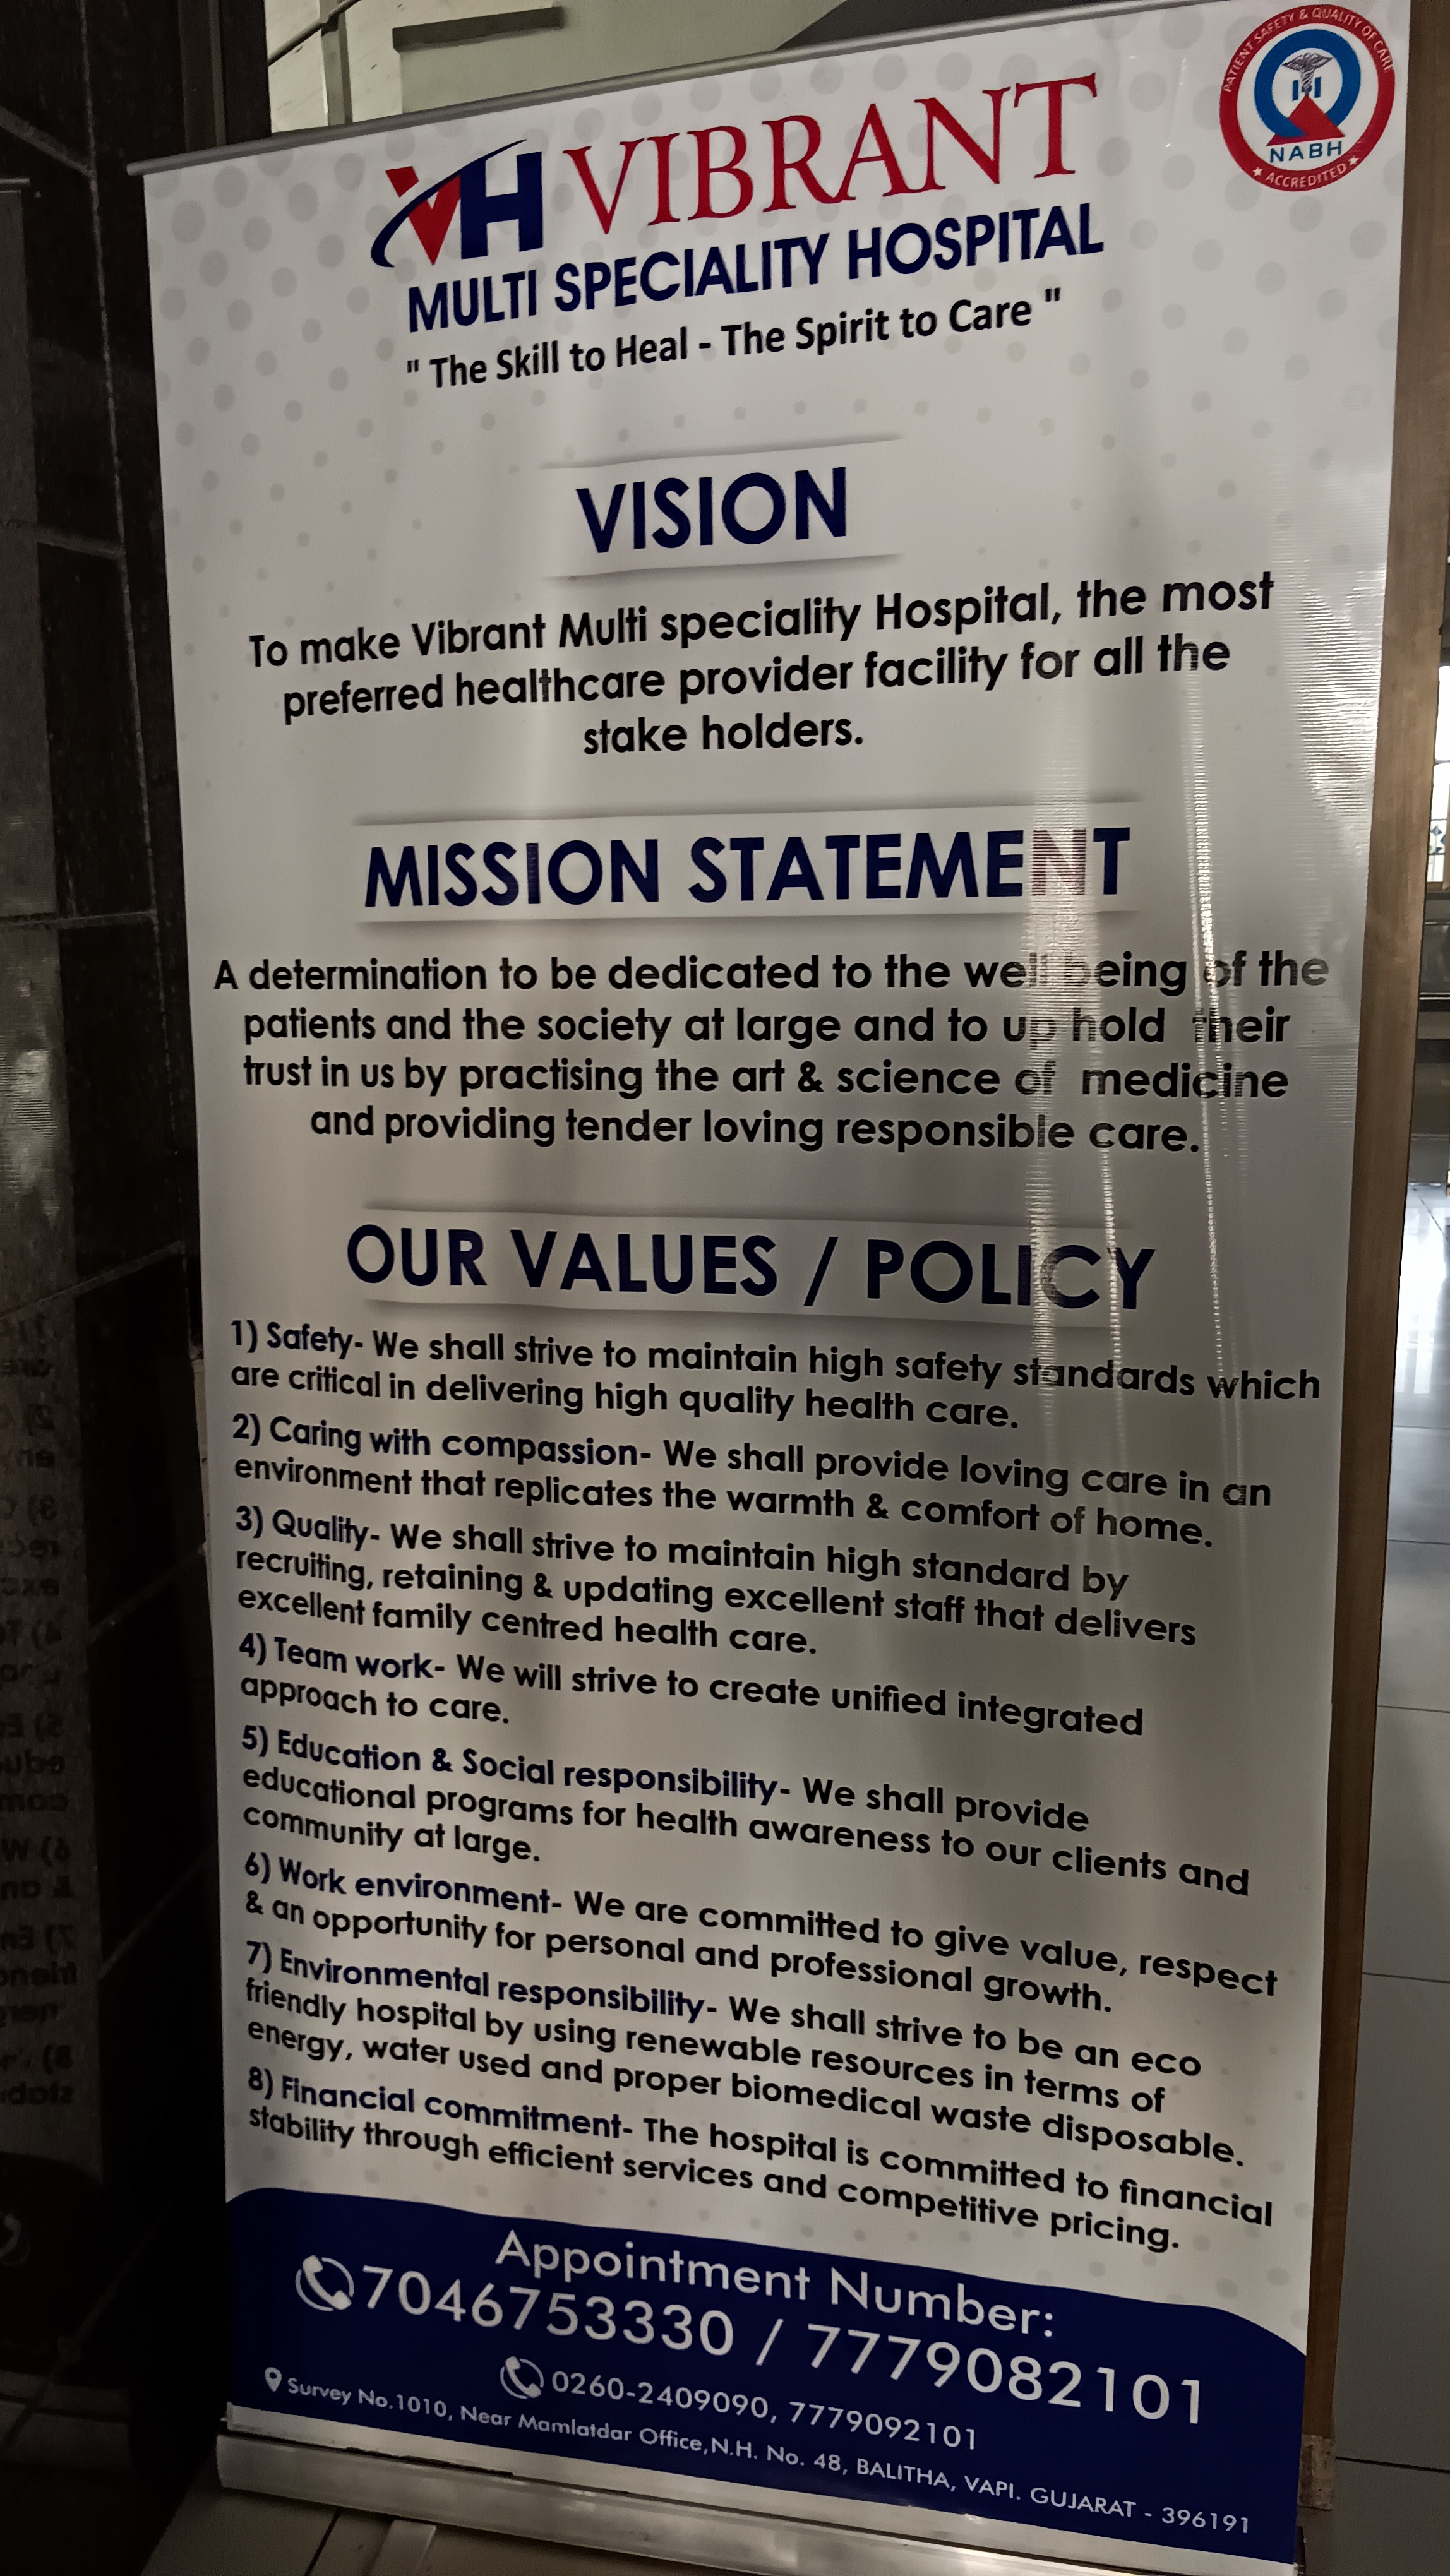 PATIENT SAFETY & QUALITY OF CARE
NABH
ACCREDITED
VH VIBRANT
MULTI SPECIALITY HOSPITAL
" The Skill to Heal - The Spirit to Care "
VISION
To make Vibrant Multi speciality Hospital, the most
preferred healthcare provider facility for all the
stake holders.
MISSION STATEMENT
A determination to be dedicated to the well being of the
patients and the society at large and to up hold their
trust in us by practising the art & science of medicine
and providing tender loving responsible care.
OUR VALUES / POLICY
1) Safety- We shall strive to maintain high safety standards which
are critical in delivering high quality health care.
2) Caring with compassion- We shall provide loving care in an
environment that replicates the warmth & comfort of home.
3) Quality- We shall strive to maintain high standard by
recruiting, retaining & updating excellent staff that delivers
excellent family centred health care.
4) Team work- We will strive to create unified integrated
approach to care.
5) Education & Social responsibility- We shall provide
educational programs for health awareness to our clients and
community at large.
6) Work environment- We are committed to give value, respect
& an opportunity for personal and professional growth.
7) Environmental responsibility- We shall strive to be an eco
friendly hospital by using renewable resources in terms of
energy, water used and proper biomedical waste disposable.
8) Financial commitment- The hospital is committed to financial
stability through efficient services and competitive pricing.
Appointment Number:
7046753330 / 7779082101
0260-2409090, 7779092101
Survey No.1010, Near Mamlatdar Office,N.H. No. 48, BALITHA, VAPI. GUJARAT - 396191